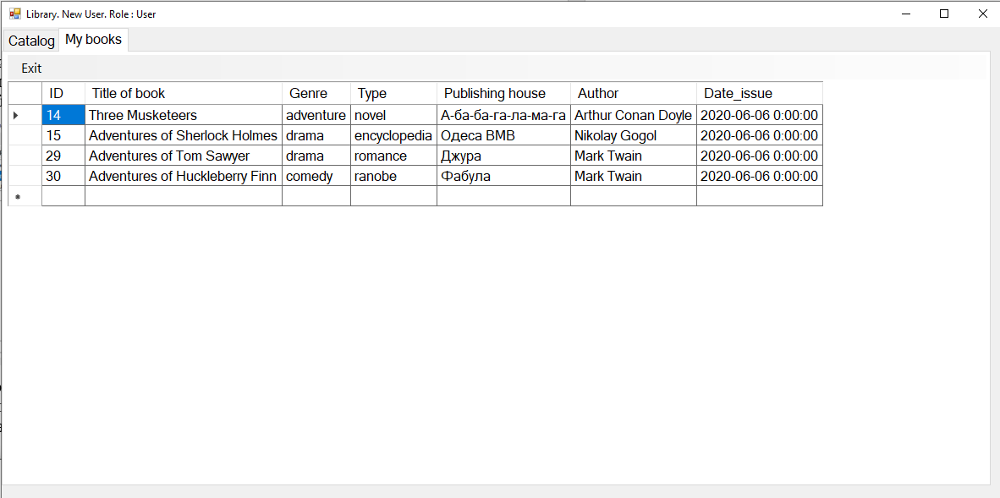 Library. New User. Role : User
Catalog My books
Exit
ID Title of book Genre Type Publishing house Author Date_issue
14 Three Musketeers adventure novel А-ба-ба-га-ла-ма-га Arthur Conan Doyle 2020-06-06 0:00:00
15 Adventures of Sherlock Holmes drama encyclopedia Одеса ВМВ Nikolay Gogol 2020-06-06 0:00:00
29 Adventures of Tom Sawyer drama romance Джура Mark Twain 2020-06-06 0:00:00
30 Adventures of Huckleberry Finn comedy ranobe Фабула Mark Twain 2020-06-06 0:00:00